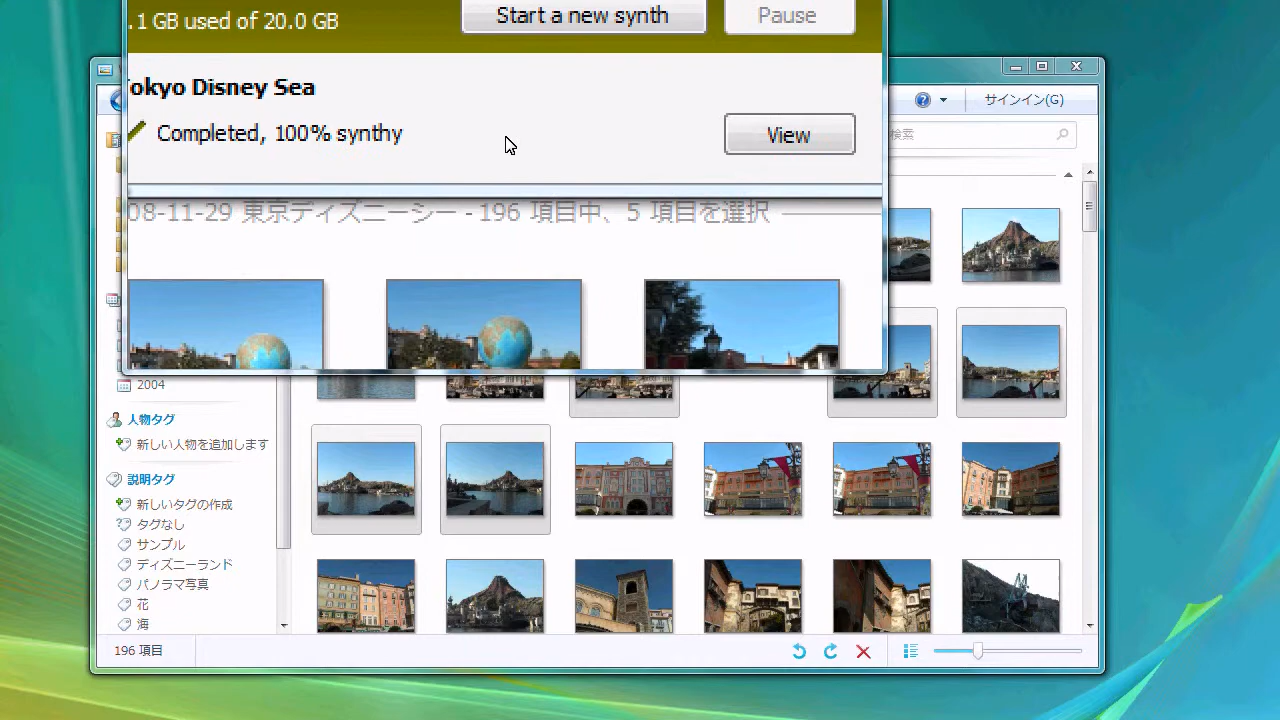 .1 GB used of 20.0 GB
Start a new synth
Pause
okyo Disney Sea
Completed, 100% synthy
View
サインイン(G)
検索
08-11-29 東京ディズニーシー - 196 項目中、5 項目を選択
2004
人物タグ
新しい人物を追加します
説明タグ
新しいタグの作成
タグなし
サンプル
ディズニーランド
パノラマ写真
花
海
196 項目